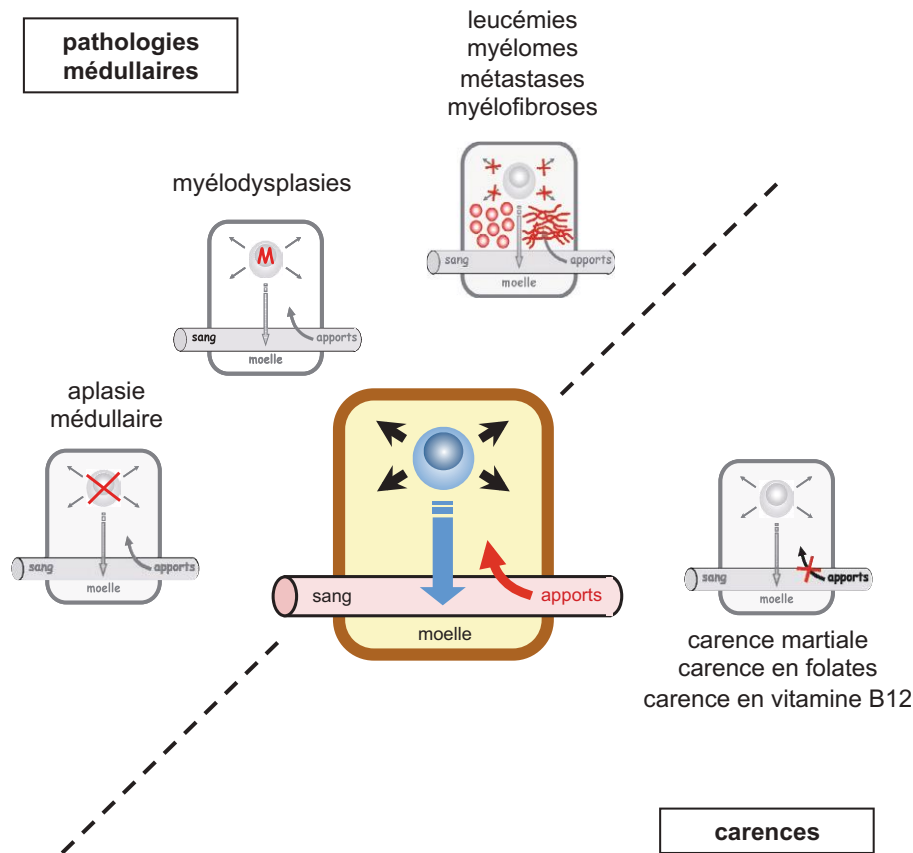 pathologies
médullaires
leucémies
myélomes
métastases
myélofibroses
sang
apports
moelle
myélodysplasies
M
sang
apports
moelle
aplasie
médullaire
sang
apports
moelle
sang
apports
moelle
sang
apports
moelle
carence martiale
carence en folates
carence en vitamine B12
carences